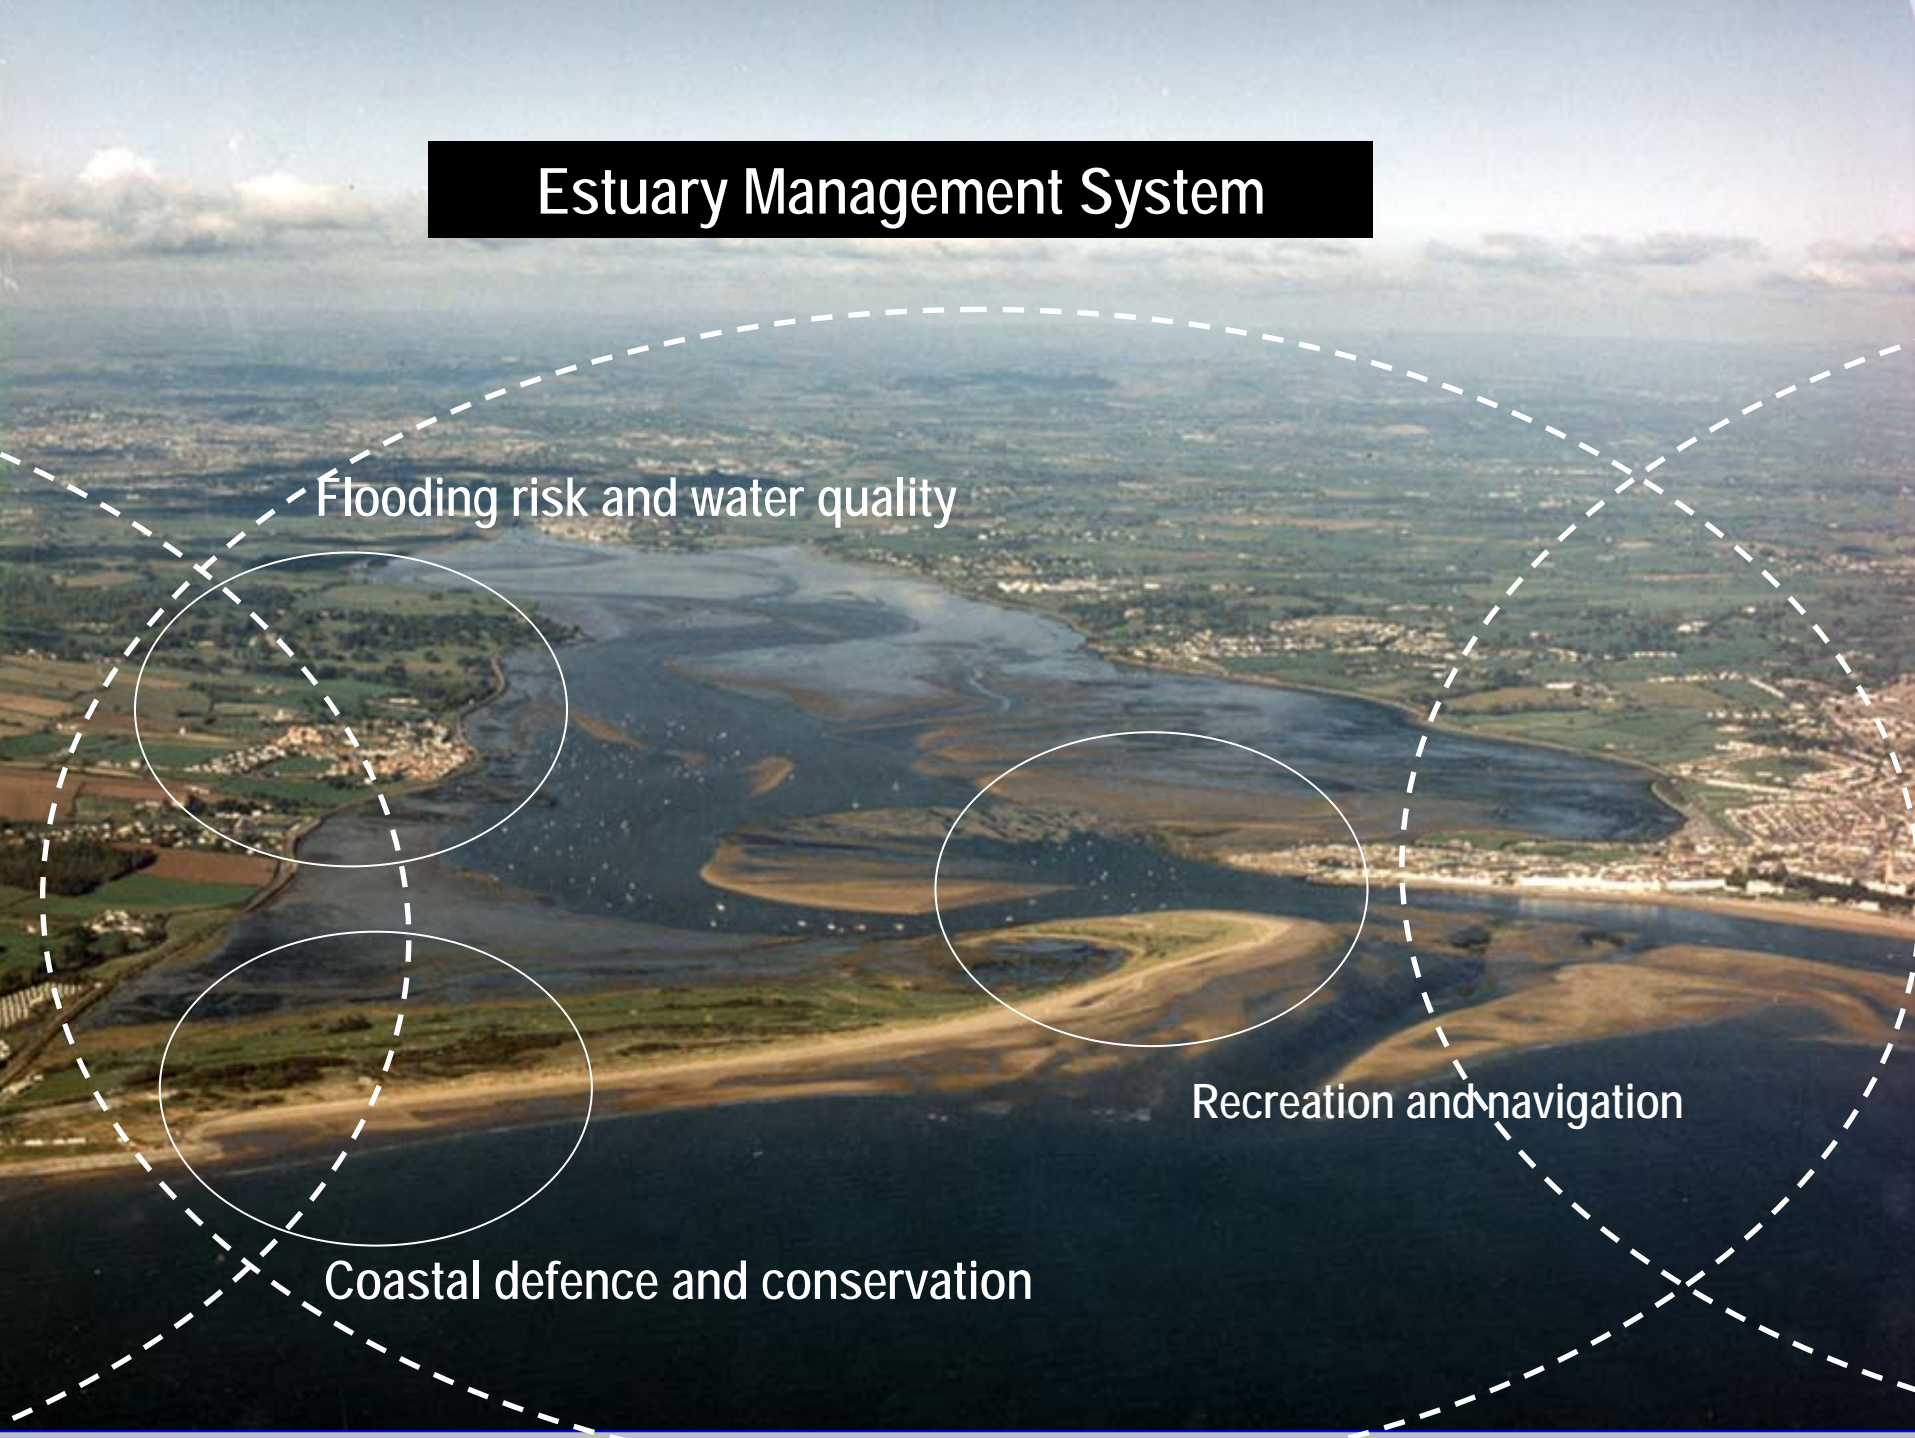 Estuary Management System
Flooding risk and water quality
Recreation and navigation
Coastal defence and conservation